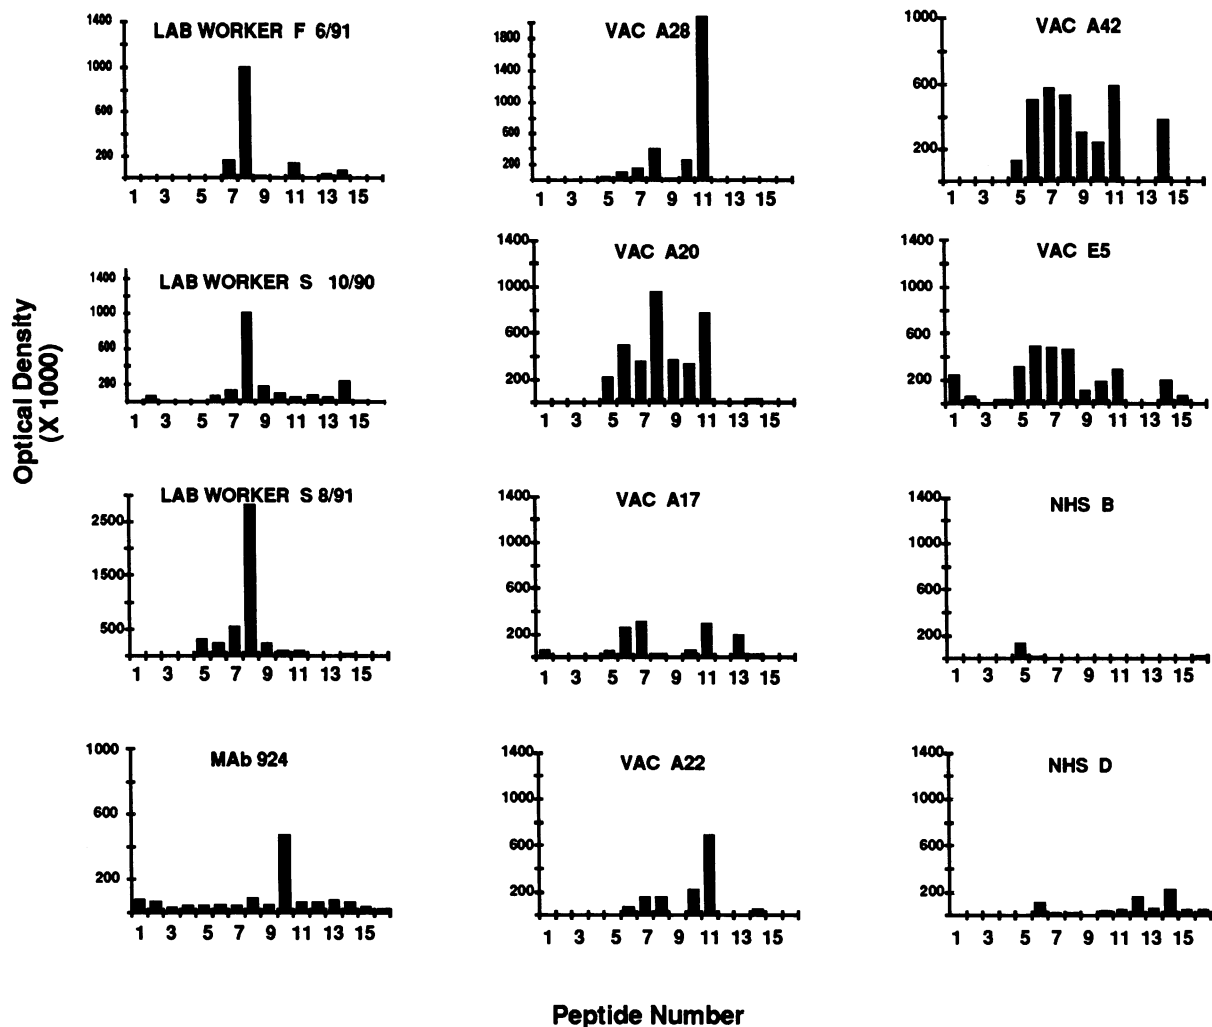 LAB WORKER F 6/91
1400
1000
600
200
1 3 5 7 9 11 13 15
VAC A28
1800
1400
1000
600
200
1 3 5 7 9 11 13 15
VAC A42
1000
600
200
1 3 5 7 9 11 13 15
LAB WORKER S 10/90
1400
1000
600
200
1 3 5 7 9 11 13 15
VAC A20
1400
1000
600
200
1 3 5 7 9 11 13 15
VAC E5
1400
1000
600
200
1 3 5 7 9 11 13 15
Optical Density
(X 1000)
LAB WORKER S 8/91
2500
1500
500
1 3 5 7 9 11 13 15
VAC A17
1400
1000
600
200
1 3 5 7 9 11 13 15
NHS B
1400
1000
600
200
1 3 5 7 9 11 13 15
MAb 924
1000
600
200
1 3 5 7 9 11 13 15
VAC A22
1400
1000
600
200
1 3 5 7 9 11 13 15
NHS D
1400
1000
600
200
1 3 5 7 9 11 13 15
Peptide Number